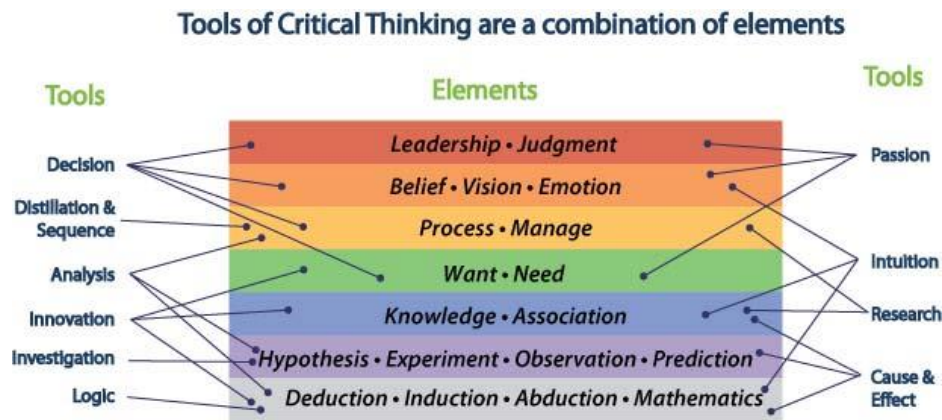 Tools of Critical Thinking are a combination of elements
Tools
Elements
Tools
Decision
Distillation &
Sequence
Analysis
Innovation
Investigation
Logic
Leadership • Judgment
Belief • Vision • Emotion
Process • Manage
Want • Need
Knowledge • Association
Hypothesis • Experiment • Observation • Prediction
Deduction • Induction • Abduction • Mathematics
Passion
Intuition
Research
Cause &
Effect